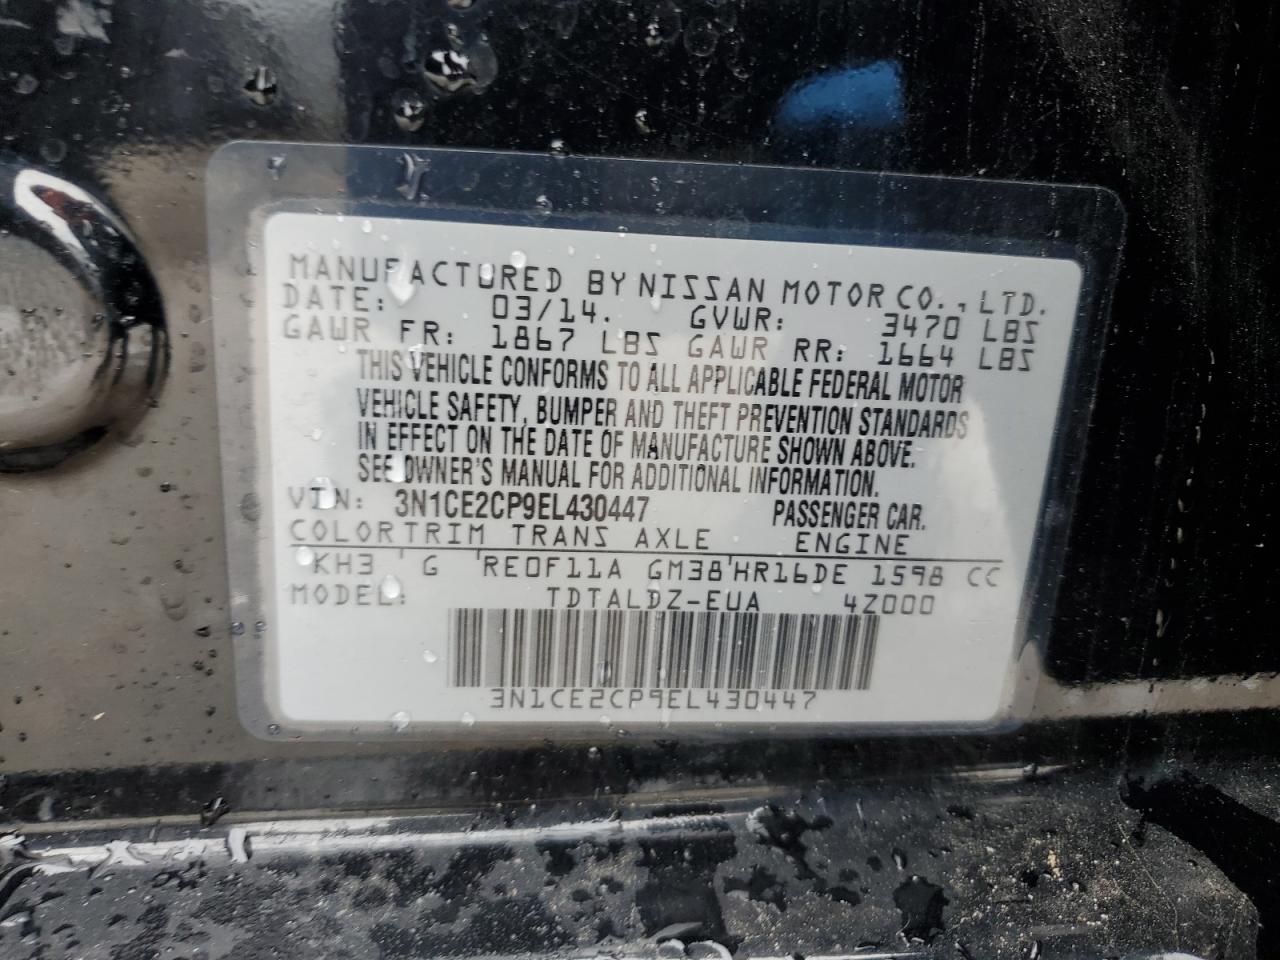 MANUFACTURED BY NISSAN MOTOR CO., LTD.
DATE: 03/14. GVWR: 3470 LBS
GAWR FR: 1867 LBS GAWR RR: 1664 LBS
THIS VEHICLE CONFORMS TO ALL APPLICABLE FEDERAL MOTOR
VEHICLE SAFETY, BUMPER AND THEFT PREVENTION STANDARDS
IN EFFECT ON THE DATE OF MANUFACTURE SHOWN ABOVE.
SEE OWNER'S MANUAL FOR ADDITIONAL INFORMATION.
VIN: 3N1CE2CP9EL430447 PASSENGER CAR.
COLOR TRIM TRANS AXLE ENGINE
KH3 ' G 'RE0F11A GM38'HR16DE 1598 CC
MODEL: TDTALDZ-EUA 4Z000
3N1CE2CP9EL430447